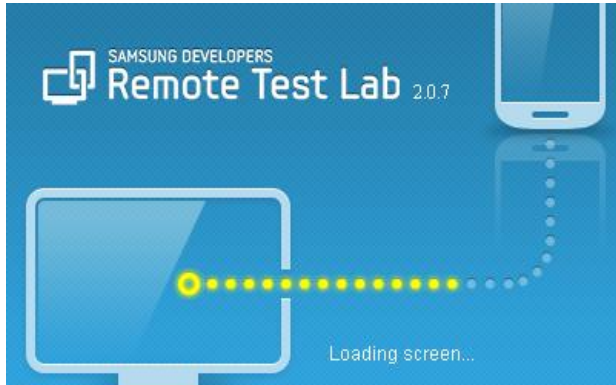 SAMSUNG DEVELOPERS
Remote Test Lab 2.0.7
Loading screen...